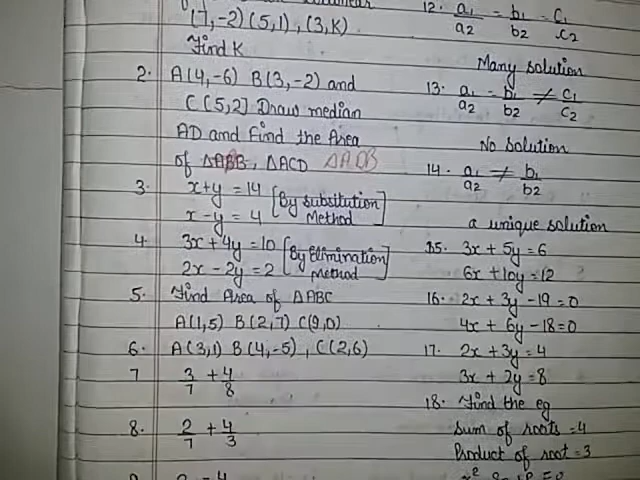 (7,-2) (5,1), (3,K)
Find K
2. A(4,-6) B(3,-2) and
C(5,2) Draw median
AD and Find the Area
of ΔABB, ΔACD ΔADB
3. x+y = 14 [By substitution
x-y = 4 Method]
4. 3x+4y=10 [By Elimination
2x-2y=2 Method]
5. Find Area of ΔABC
A(1,5) B(2,7) C(9,0)
6. A(3,1) B(4,-5), C(2,6)
7 3/7 + 4/8
8. 2/7 + 4/3
12. a1/a2 = b1/b2 = c1/c2
Many solution
13. a1/a2 = b1/b2 ≠ c1/c2
No solution
14. a1/a2 ≠ b1/b2
a unique solution
15. 3x + 5y = 6
6x + 10y = 12
16. 2x + 3y -19 = 0
4x + 6y -18 = 0
17. 2x + 3y = 4
3x + 2y = 8
18. Find the eg
Sum of roots = 4
Product of root = 3